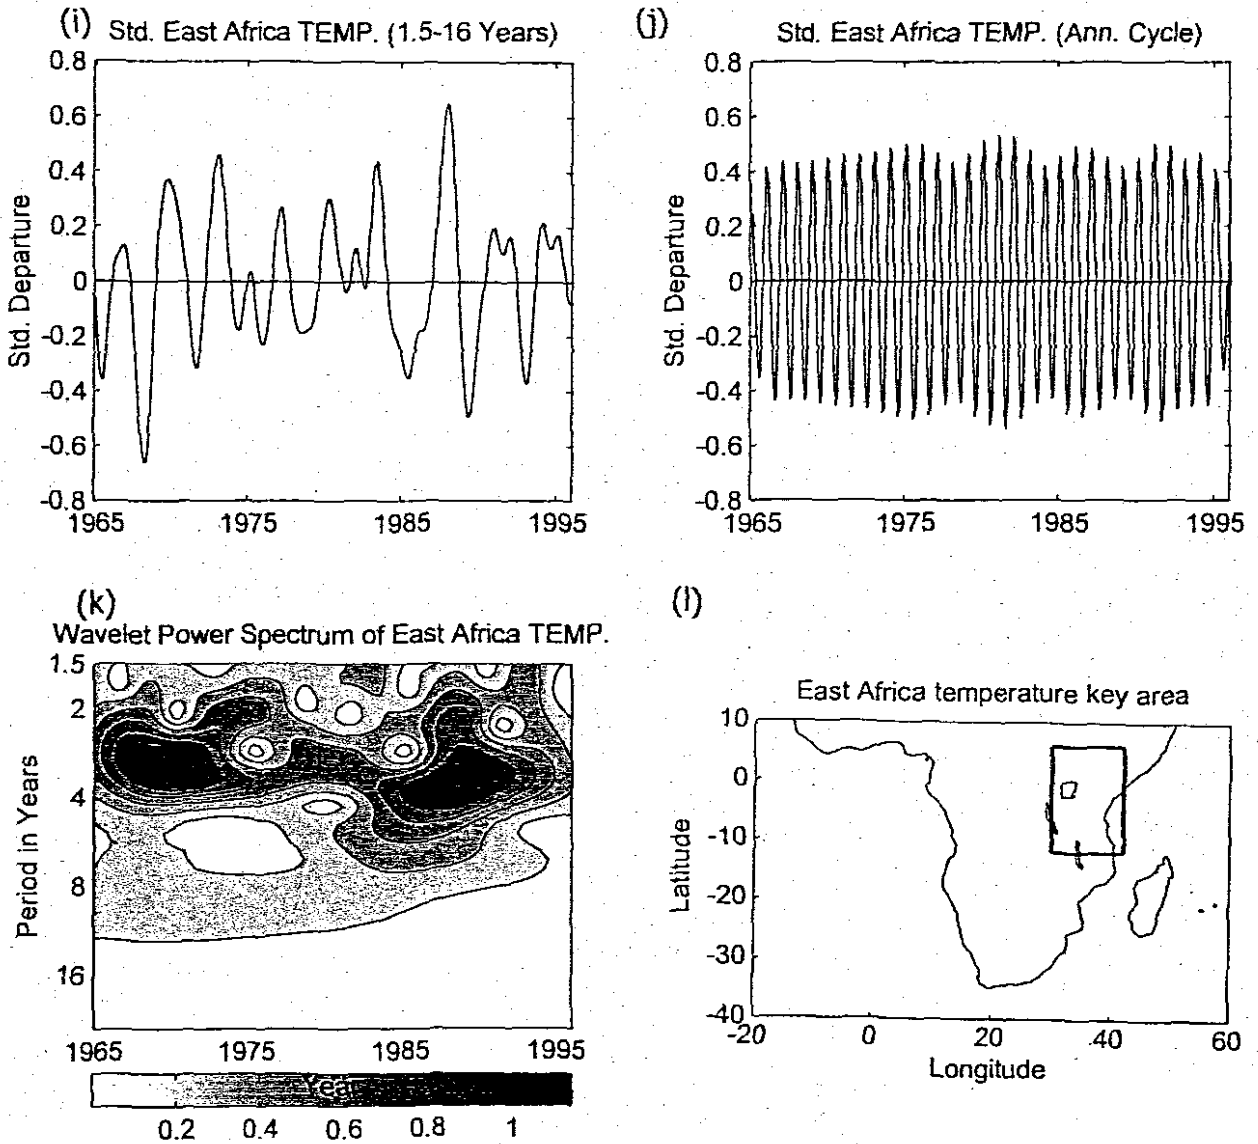 (i) Std. East Africa TEMP. (1.5-16 Years)
0.8
0.6
0.4
0.2
0
-0.2
-0.4
-0.6
-0.8
Std. Departure
1965 1975 1985 1995
(j) Std. East Africa TEMP. (Ann. Cycle)
0.8
0.6
0.4
0.2
0
-0.2
-0.4
-0.6
-0.8
Std. Departure
1965 1975 1985 1995
(k)
Wavelet Power Spectrum of East Africa TEMP.
1.5
2
4
8
16
Period in Years
1965 1975 1985 1995
Year
0.2 0.4 0.6 0.8 1
(l)
East Africa temperature key area
10
0
-10
-20
-30
-40
Latitude
-20 0 20 40 60
Longitude